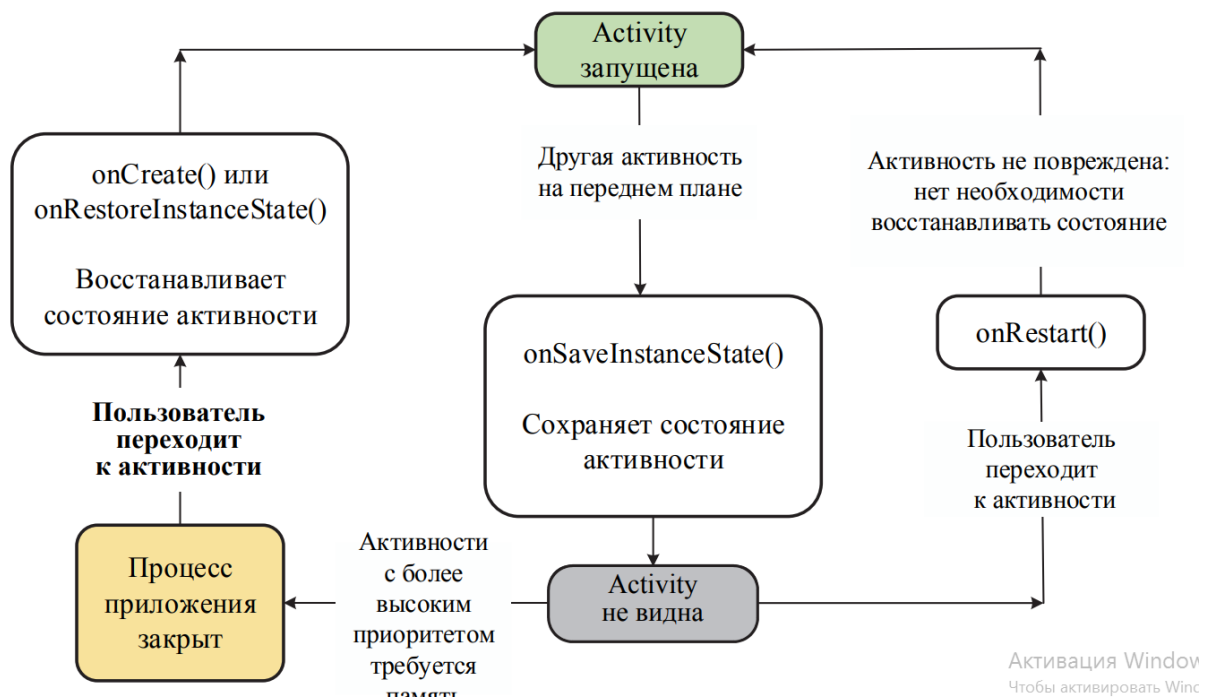 Activity
запущена
onCreate() или
onRestoreInstanceState()
Восстанавливает
состояние активности
Другая активность
на переднем плане
Активность не повреждена:
нет необходимости
восстанавливать состояние
onSaveInstanceState()
Сохраняет состояние
активности
onRestart()
Пользователь
переходит
к активности
Пользователь
переходит
к активности
Процесс
приложения
закрыт
Активности
с более
высоким
приоритетом
требуется
память
Activity
не видна
Активация Window
Чтобы активировать Winc